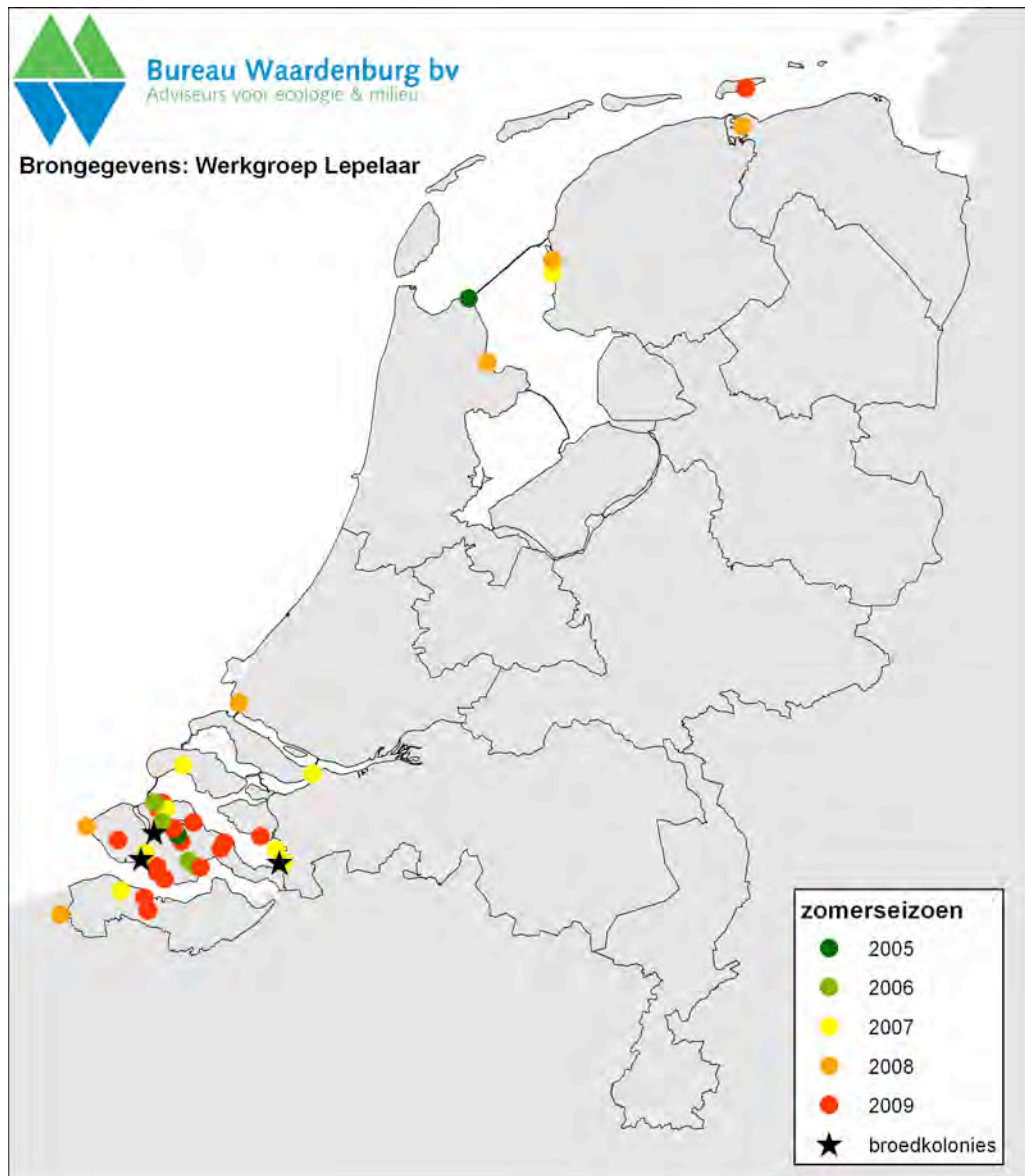 Bureau Waardenburg bv
Adviseurs voor ecologie & milieu
Brongegevens: Werkgroep Lepelaar
zomerseizoen
2005
2006
2007
2008
2009
broedkolonies